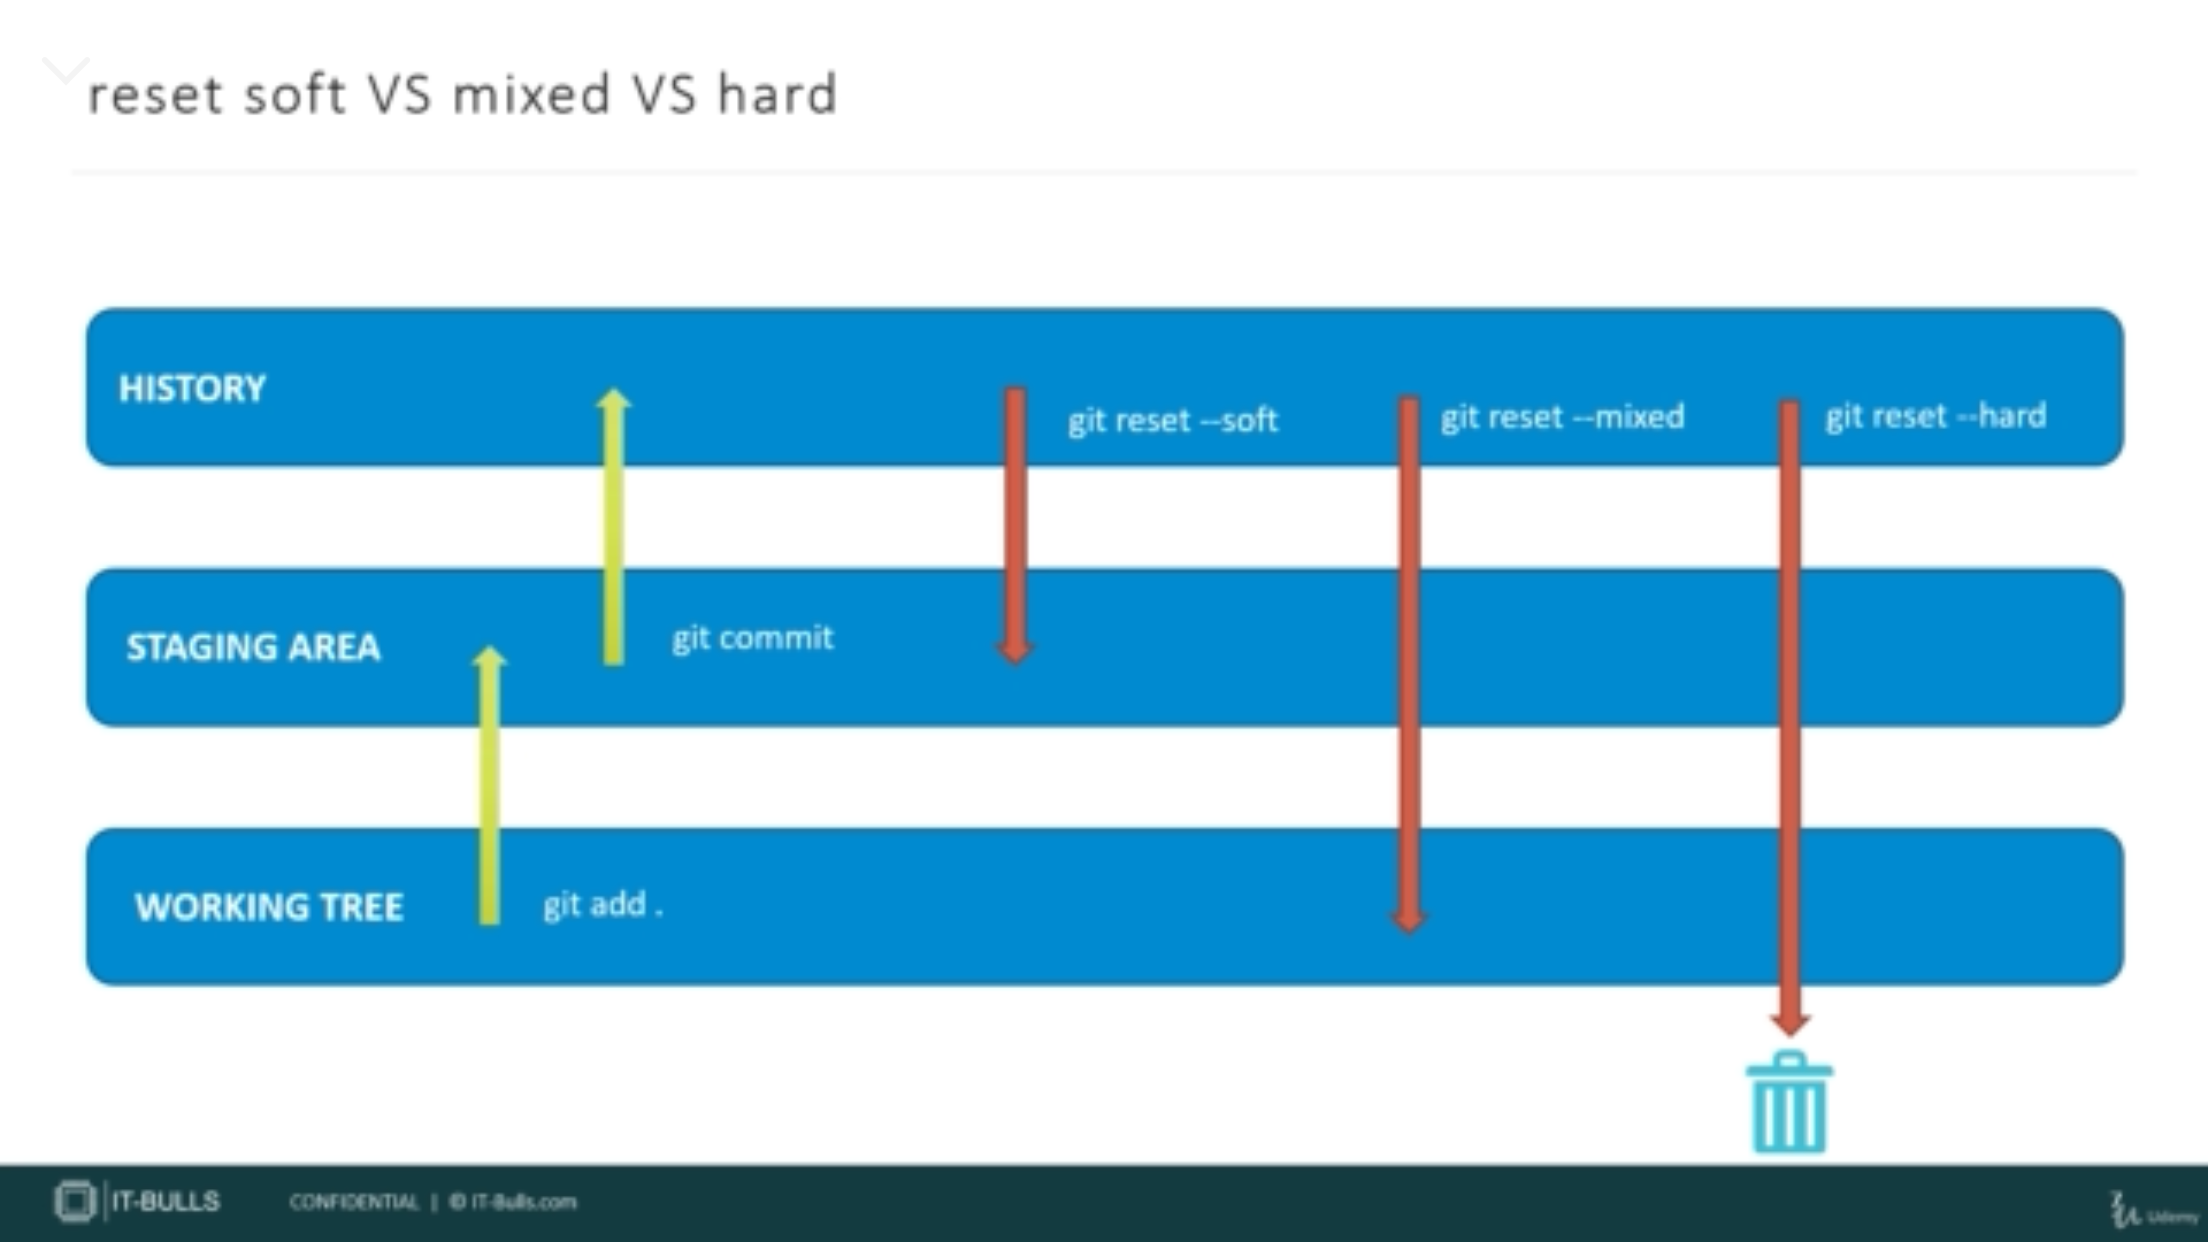 reset soft VS mixed VS hard
HISTORY
git reset --soft
git reset --mixed
git reset --hard
STAGING AREA
git commit
WORKING TREE
git add .
IT-BULLS
CONFIDENTIAL | © IT-Bulls.com
Udemy